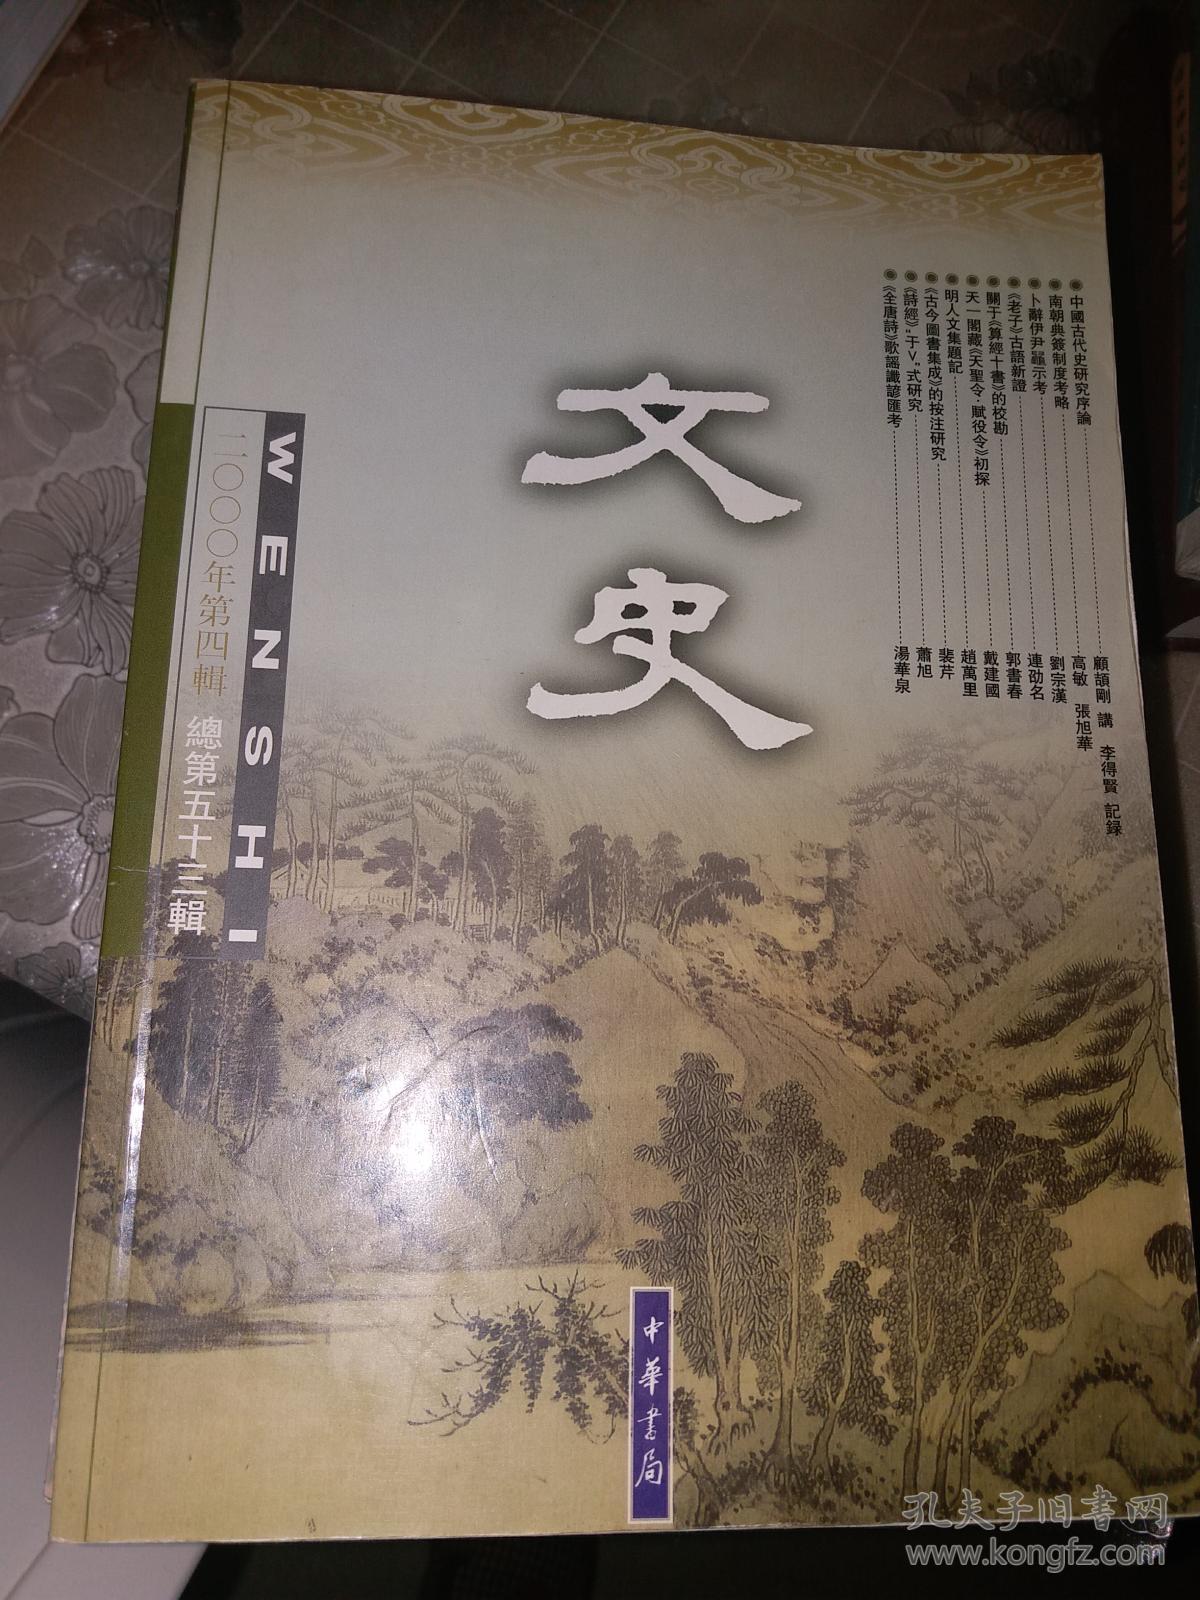 中國古代史研究序論 顧頡剛 講 李得賢 記録
南朝典簽制度考略 高敏 張旭華
卜辭伊尹鼂示考 劉宗漢
《老子》古語新證 連劭名
關于《算經十書》的校勘 郭書春
天一閣藏《天聖令·賦役令》初探 戴建國
明人文集題記 趙萬里
《古今圖書集成》的按注研究 裴芹
《詩經》“于V”式研究 蕭旭
《全唐詩》歌謡讖諺匯考 湯華泉
文史
WENSHI
二〇〇〇年第四輯 總第五十三輯
中華書局
孔夫子旧书网
www.kongfz.com